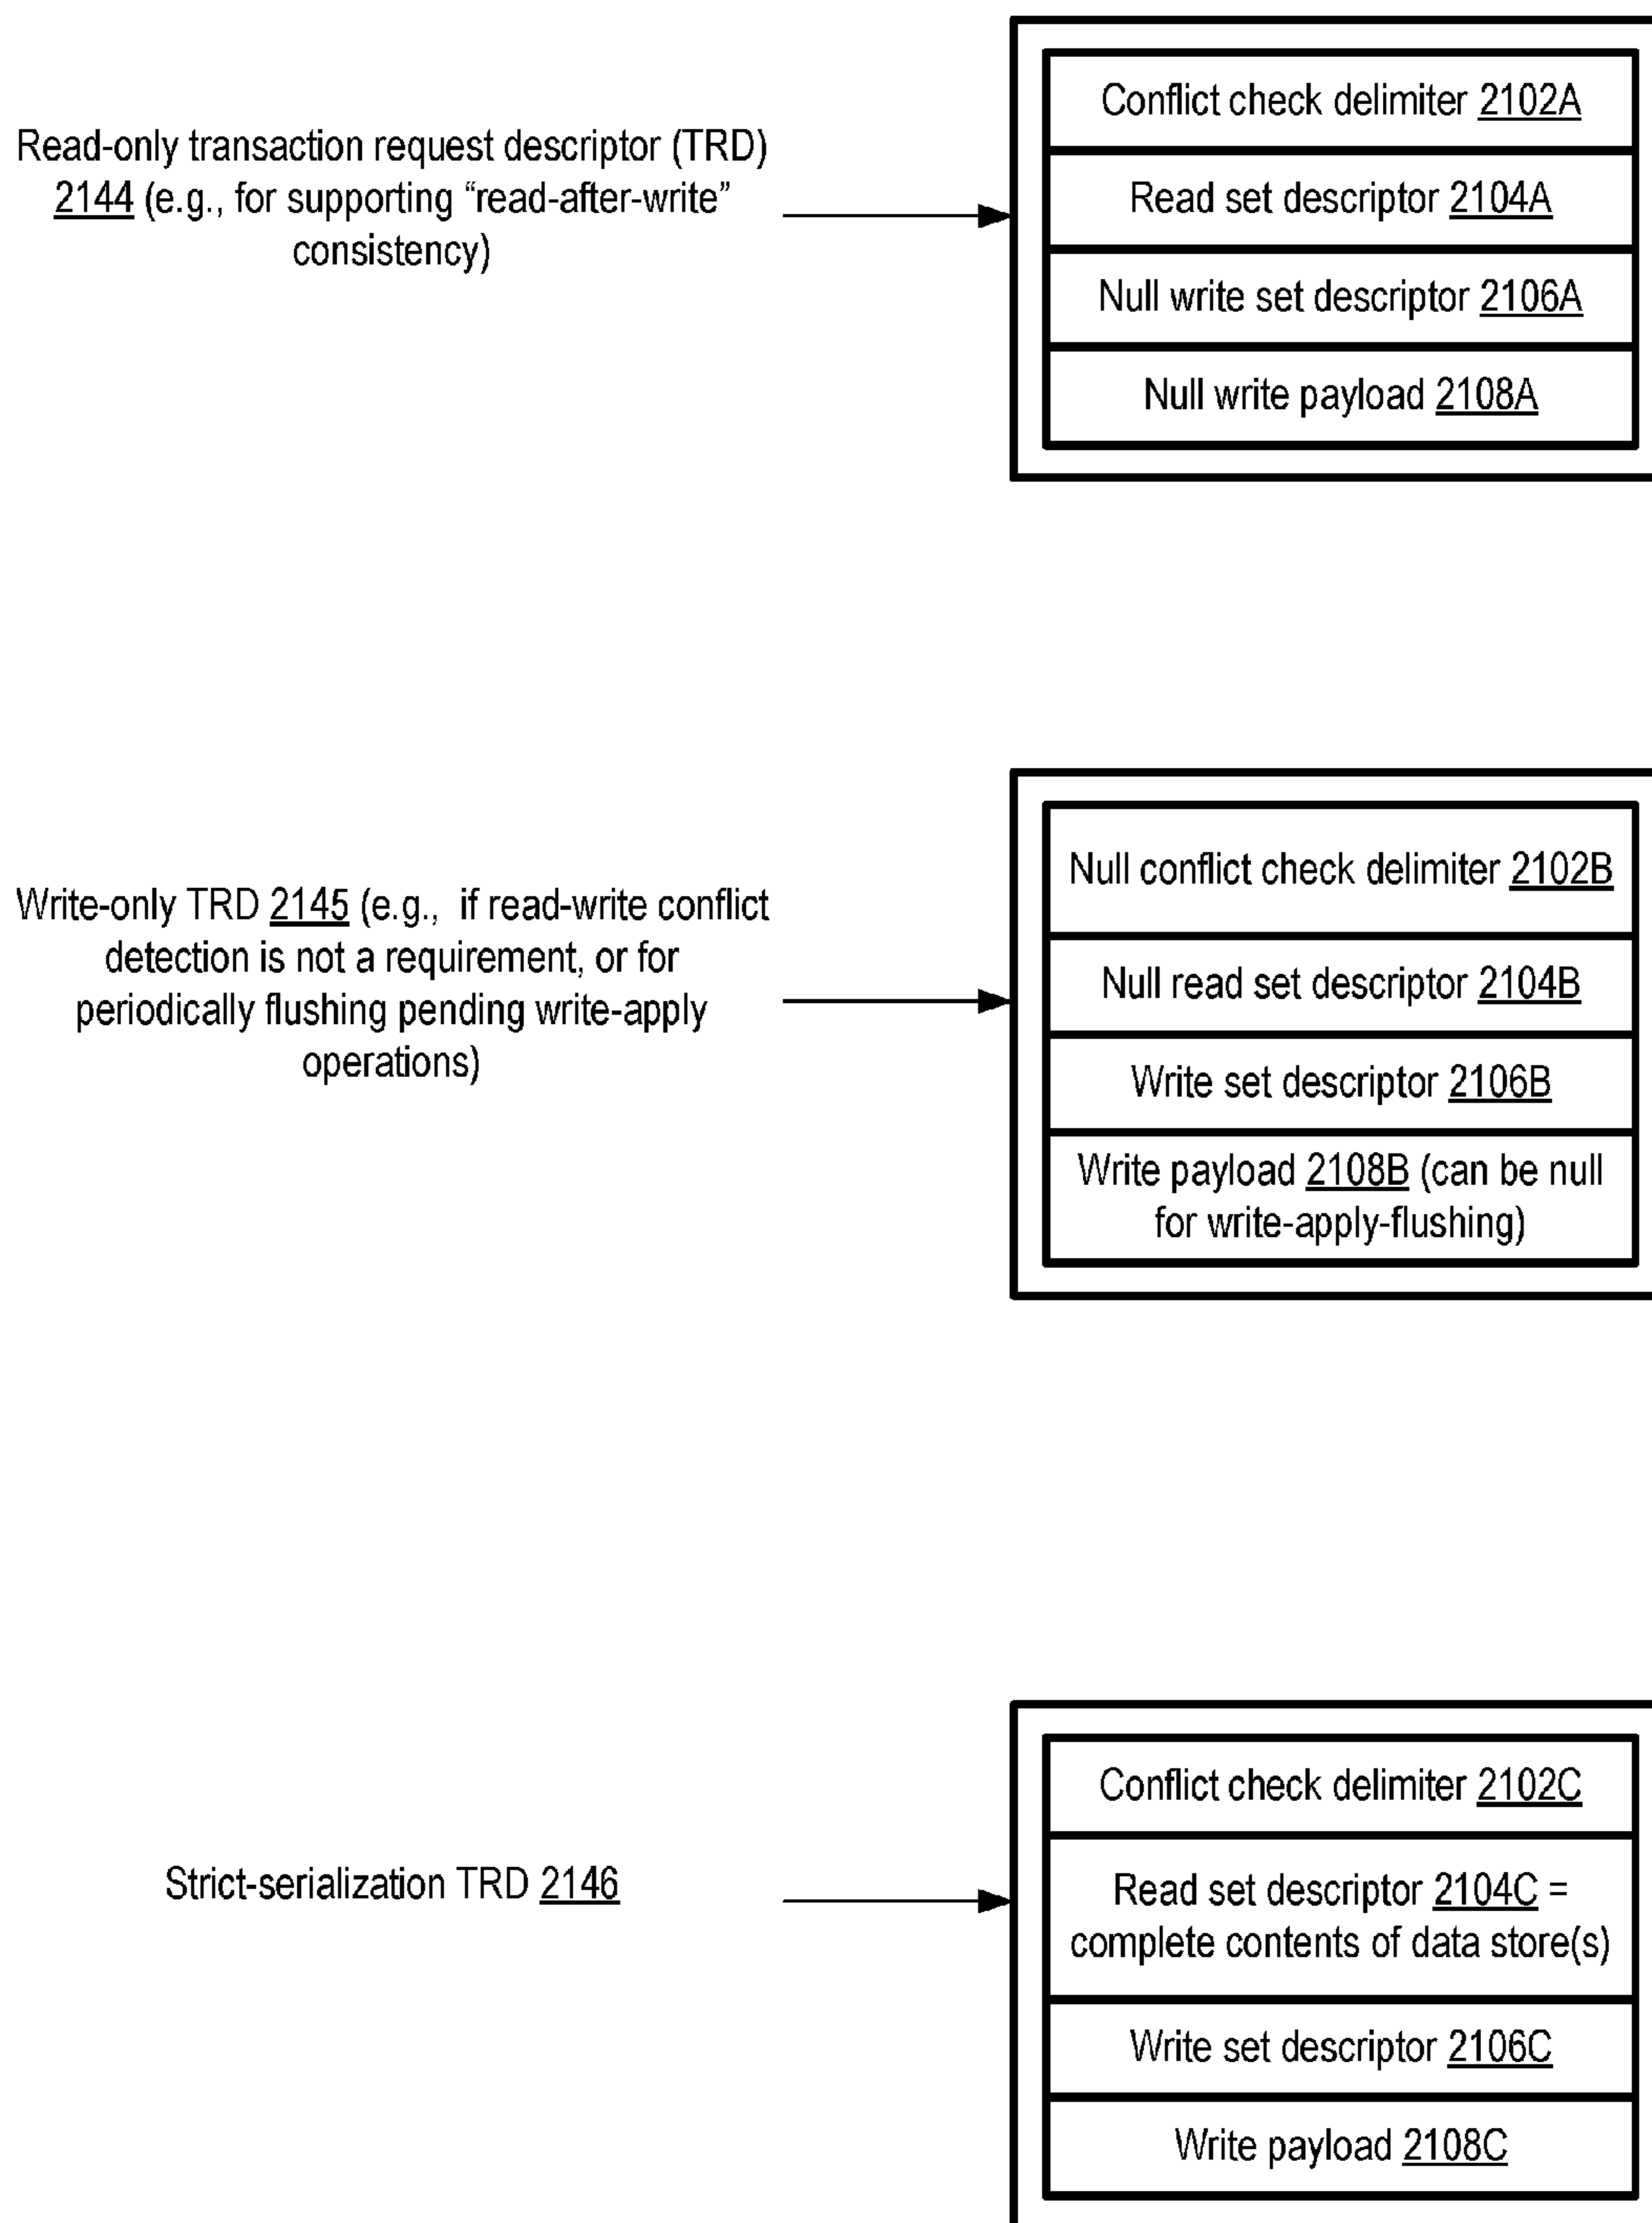 Read-only transaction request descriptor (TRD)
2144 (e.g., for supporting “read-after-write”
consistency)
Conflict check delimiter 2102A
Read set descriptor 2104A
Null write set descriptor 2106A
Null write payload 2108A
Write-only TRD 2145 (e.g.,  if read-write conflict
detection is not a requirement, or for
periodically flushing pending write-apply
operations)
Null conflict check delimiter 2102B
Null read set descriptor 2104B
Write set descriptor 2106B
Write payload 2108B (can be null
for write-apply-flushing)
Strict-serialization TRD 2146
Conflict check delimiter 2102C
Read set descriptor 2104C =
complete contents of data store(s)
Write set descriptor 2106C
Write payload 2108C